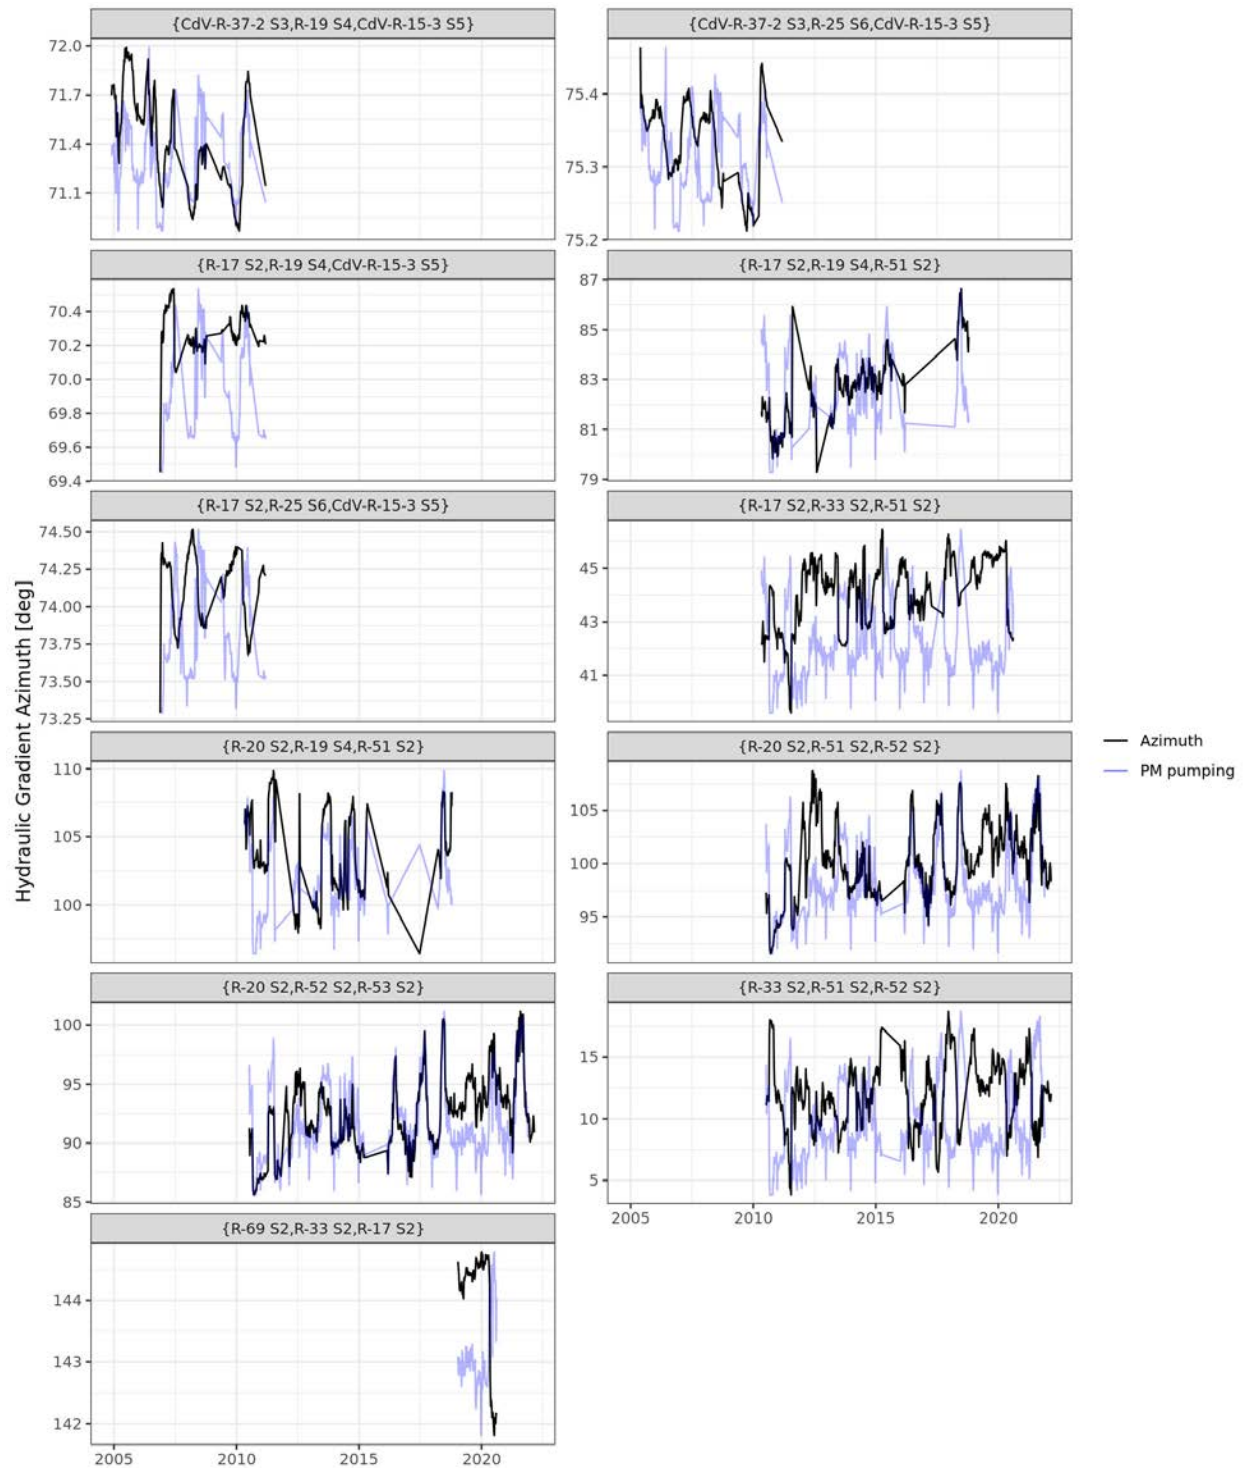 {CdV-R-37-2 S3,R-19 S4,CdV-R-15-3 S5}
72.0
71.7
71.4
71.1
{CdV-R-37-2 S3,R-25 S6,CdV-R-15-3 S5}
75.4
75.3
75.2
{R-17 S2,R-19 S4,CdV-R-15-3 S5}
70.4
70.2
70.0
69.8
69.6
69.4
{R-17 S2,R-19 S4,R-51 S2}
87
85
83
81
79
{R-17 S2,R-25 S6,CdV-R-15-3 S5}
74.50
74.25
74.00
73.75
73.50
73.25
{R-17 S2,R-33 S2,R-51 S2}
45
43
41
Hydraulic Gradient Azimuth [deg]
{R-20 S2,R-19 S4,R-51 S2}
110
105
100
{R-20 S2,R-51 S2,R-52 S2}
105
100
95
Azimuth
PM pumping
{R-20 S2,R-52 S2,R-53 S2}
100
95
90
85
{R-33 S2,R-51 S2,R-52 S2}
15
10
5
2005 2010 2015 2020
{R-69 S2,R-33 S2,R-17 S2}
144
143
142
2005 2010 2015 2020